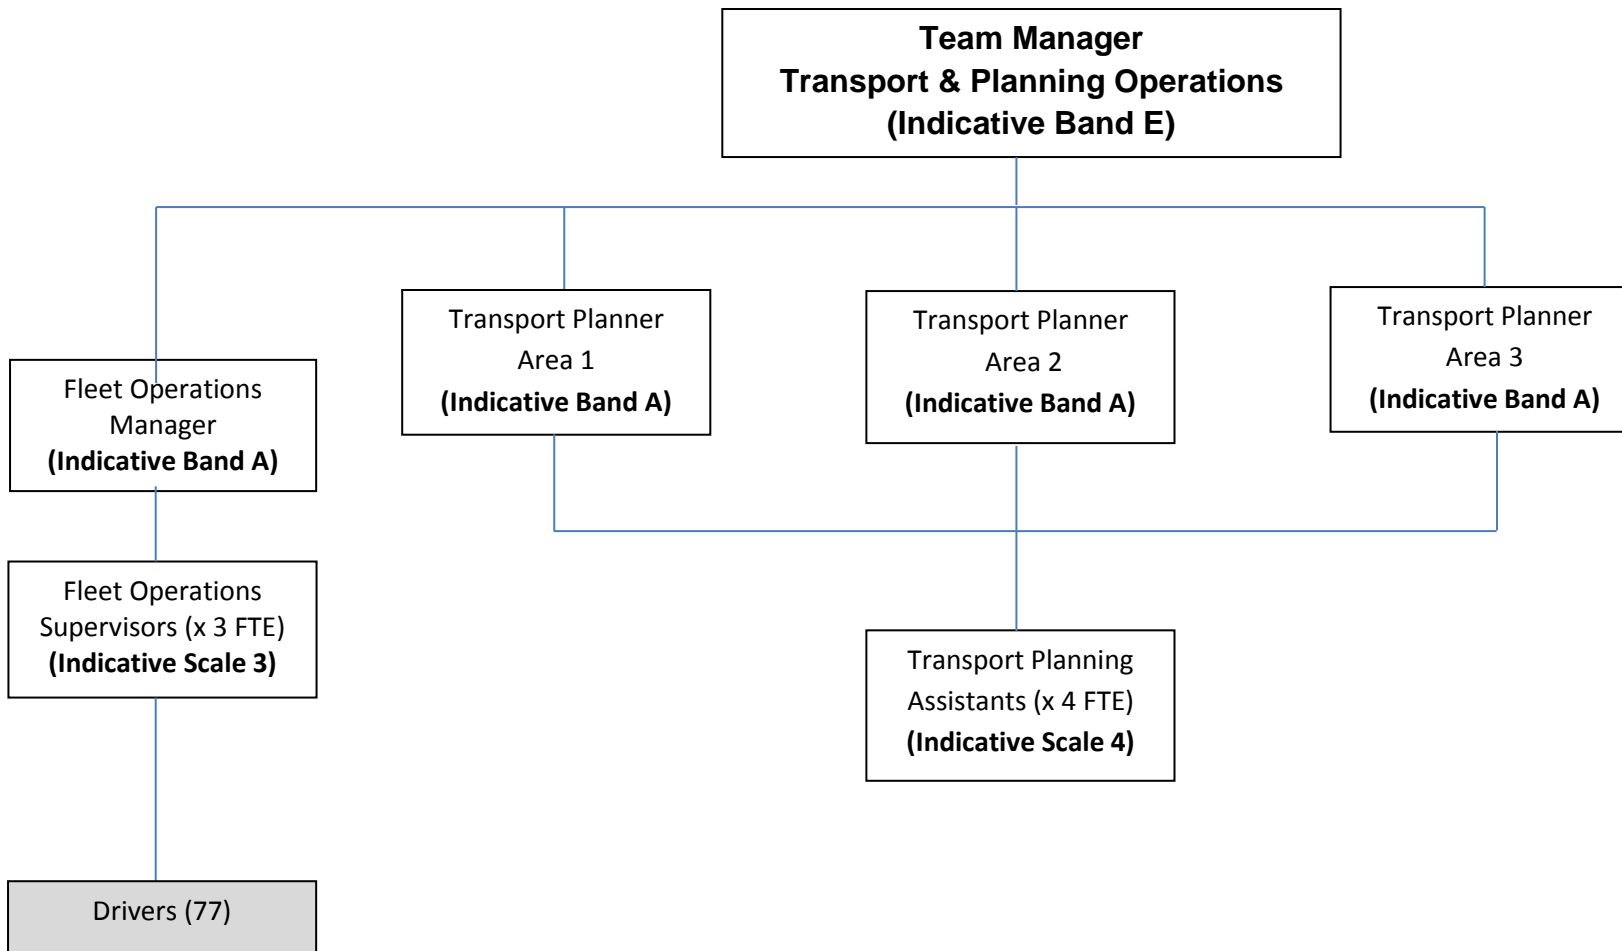 Team Manager
Transport & Planning Operations
(Indicative Band E)
Transport Planner
Area 1
(Indicative Band A)
Transport Planner
Area 2
(Indicative Band A)
Transport Planner
Area 3
(Indicative Band A)
Fleet Operations
Manager
(Indicative Band A)
Fleet Operations
Supervisors (x 3 FTE)
(Indicative Scale 3)
Transport Planning
Assistants (x 4 FTE)
(Indicative Scale 4)
Drivers (77)